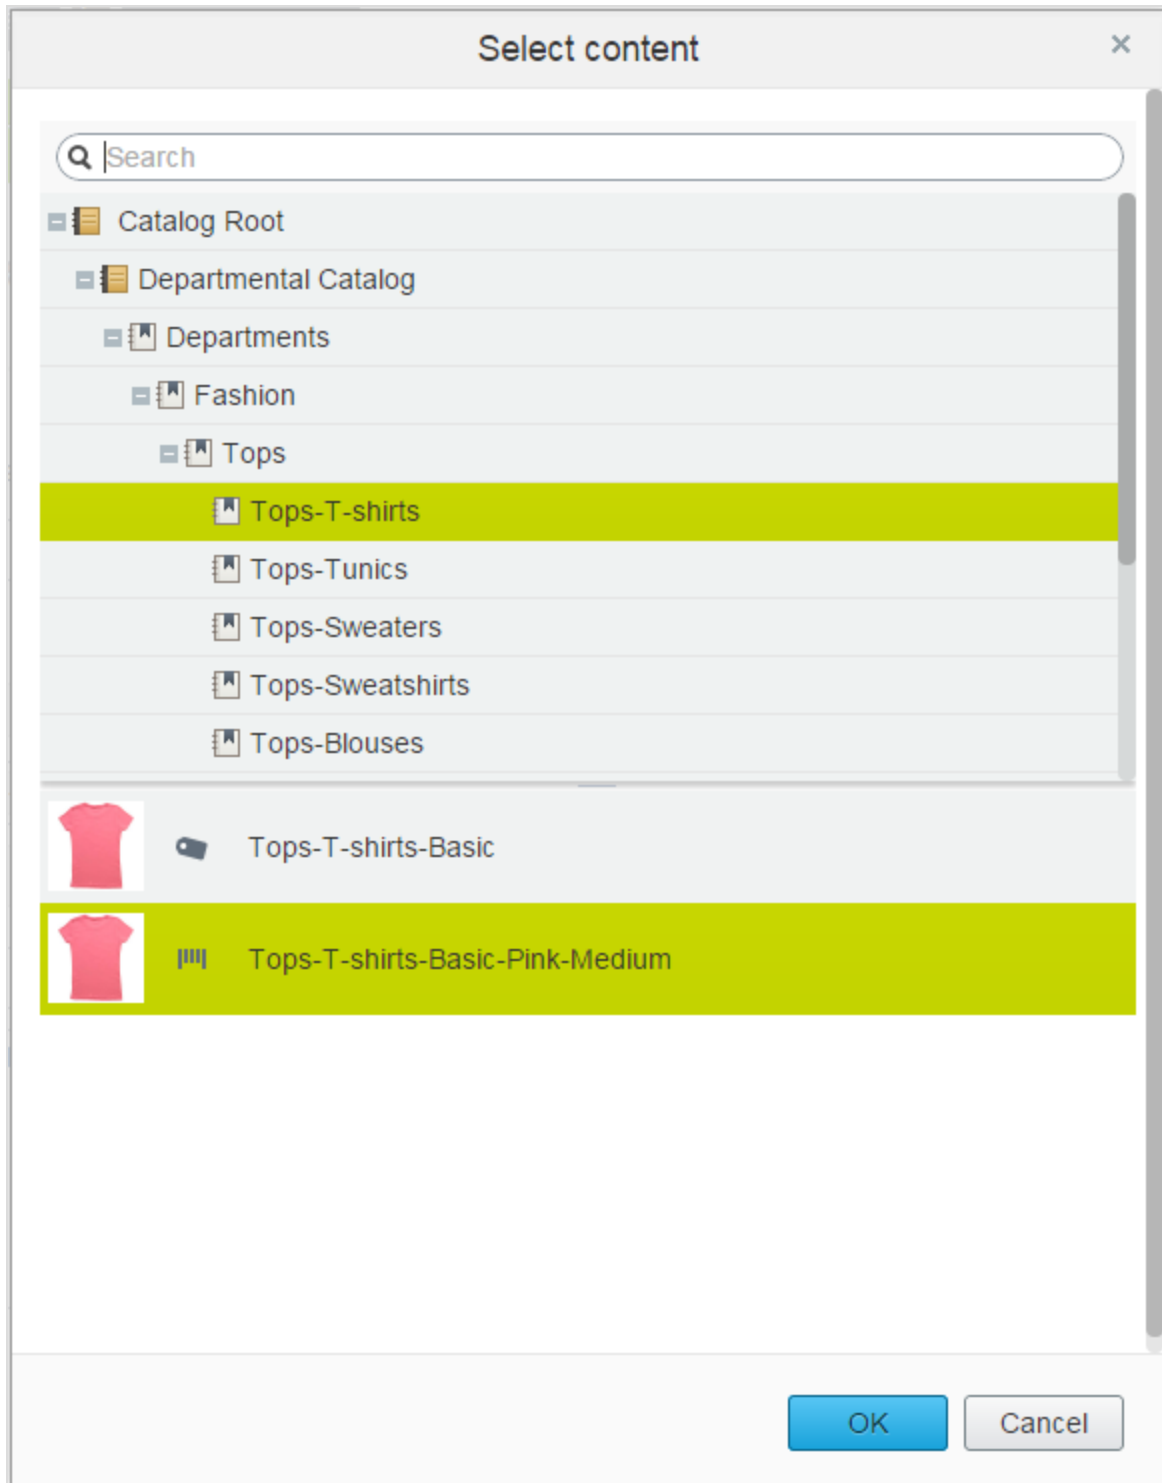 Select content
Search
Catalog Root
Departmental Catalog
Departments
Fashion
Tops
Tops-T-shirts
Tops-Tunics
Tops-Sweaters
Tops-Sweatshirts
Tops-Blouses
Tops-T-shirts-Basic
Tops-T-shirts-Basic-Pink-Medium
OK Cancel